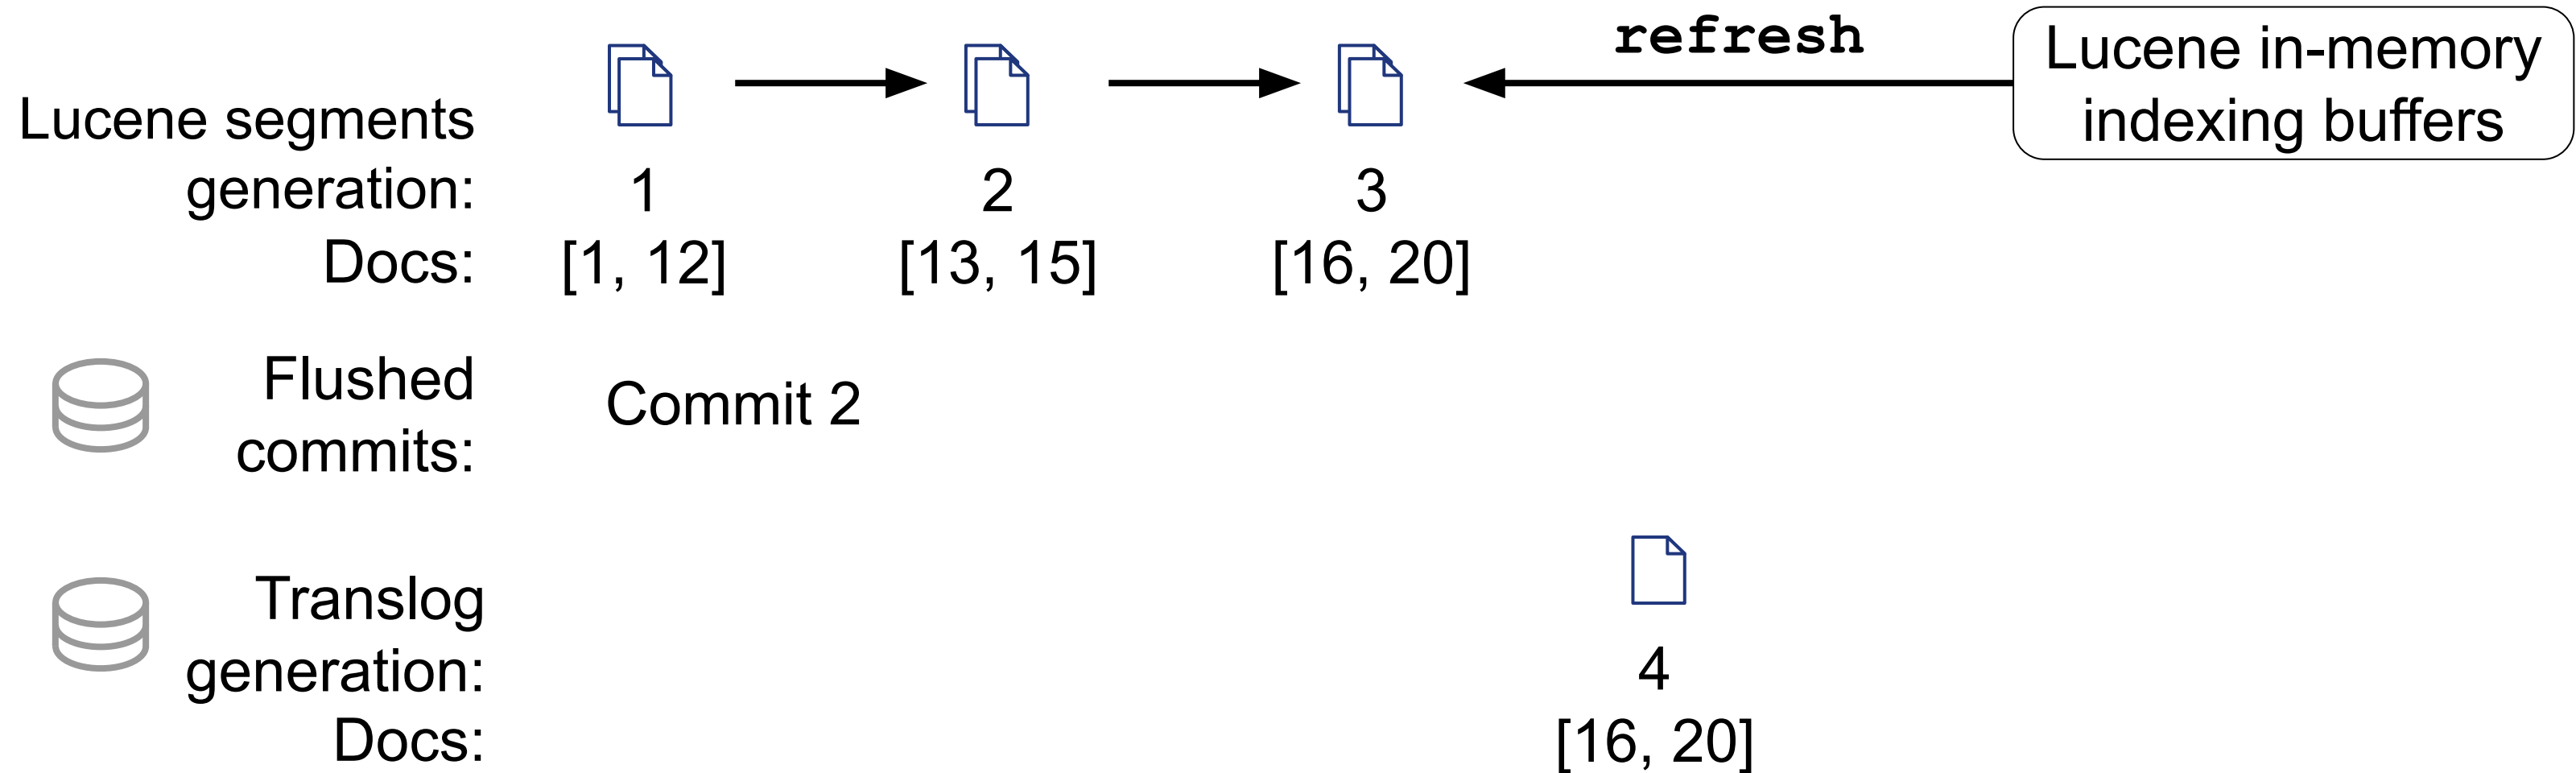 refresh
Lucene in-memory
indexing buffers
Lucene segments
generation: 1 2 3
Docs: [1, 12] [13, 15] [16, 20]
Flushed
commits:
Commit 2
Translog
generation: 4
Docs: [16, 20]